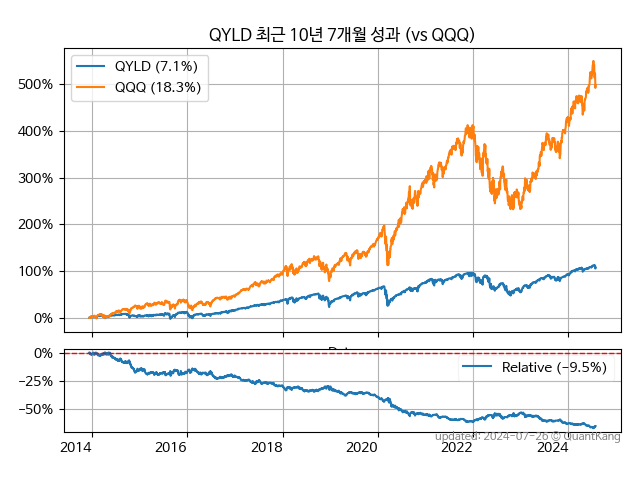 QYLD 최근 10년 7개월 성과 (vs QQQ)
QYLD (7.1%)
QQQ (18.3%)
500%
400%
300%
200%
100%
0%
0%
−25%
−50%
Relative (−9.5%)
2014 2016 2018 2020 2022 2024
updated: 2024-07-26 © QuantKang